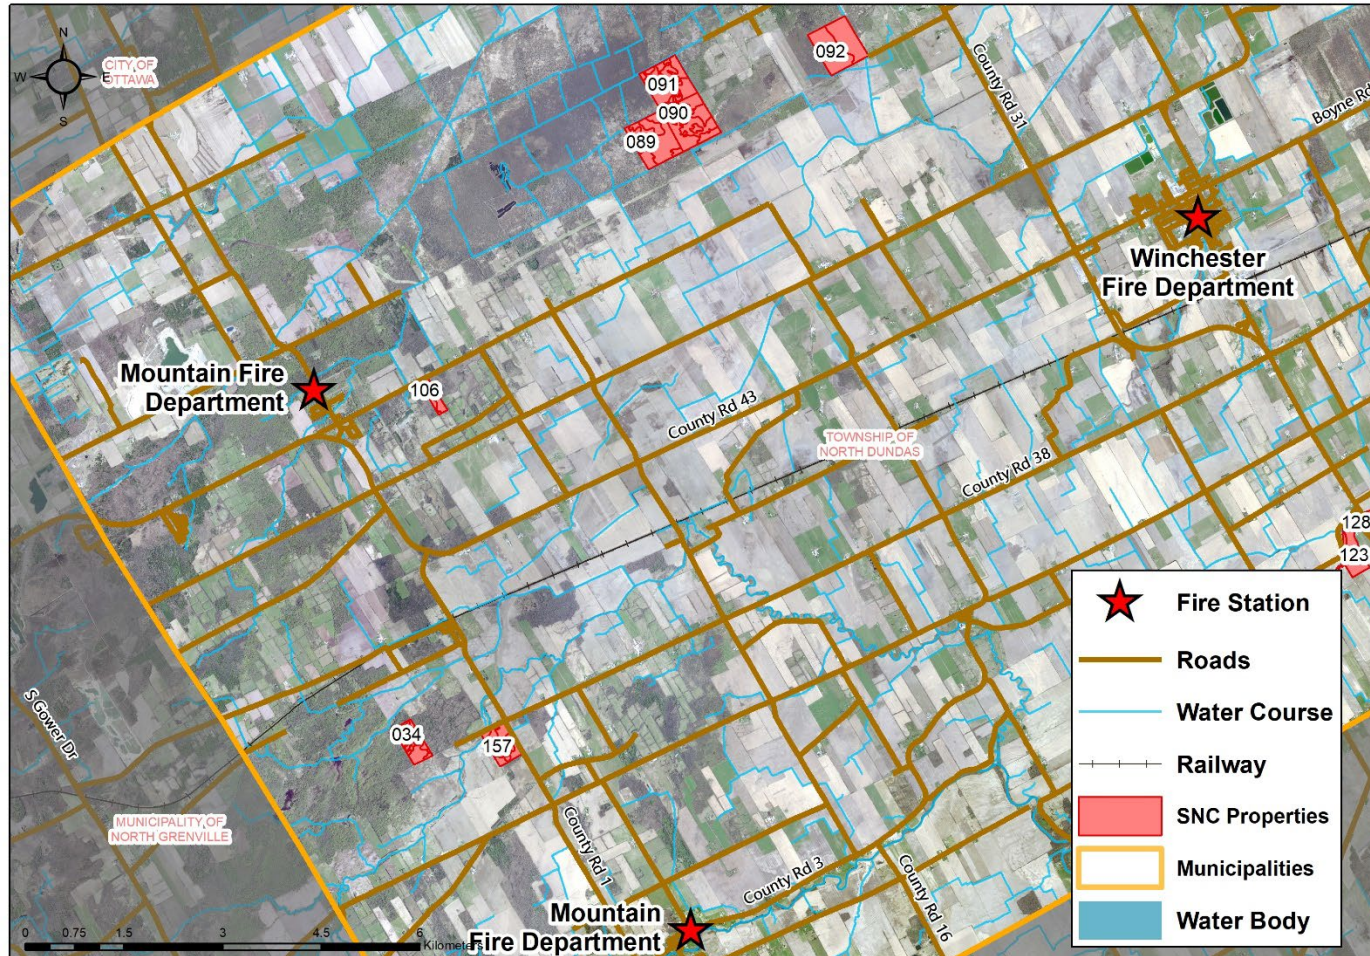 N
W
E
S
CITY OF
OTTAWA
092
091
090
089
County Rd 31
Boyne Rd
Winchester
Fire Department
Mountain Fire
Department
106
County Rd 43
TOWNSHIP OF
NORTH DUNDAS
County Rd 38
128
123
S Gower Dr
034
157
MUNICIPALITY OF
NORTH GRENVILLE
County Rd 1
County Rd 3
County Rd 16
Mountain
Fire Department
0 0.75 1.5 3 4.5 6
Kilometers
Fire Station
Roads
Water Course
Railway
SNC Properties
Municipalities
Water Body